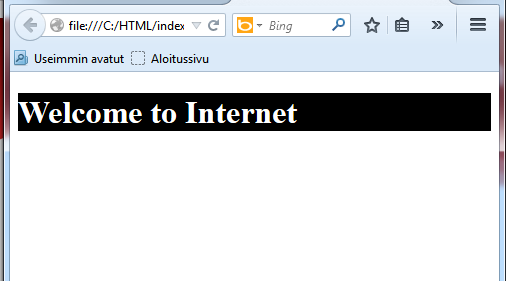 file:///C:/HTML/index
Bing
Useimmin avatut
Aloitussivu
Welcome to Internet